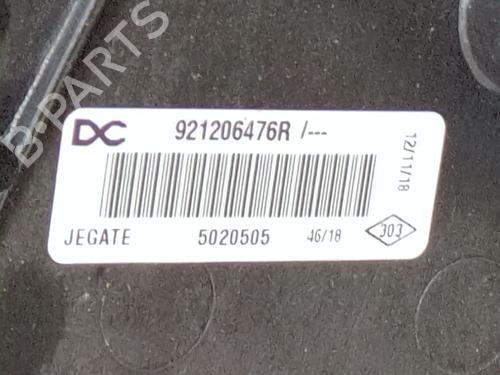 B-PARTS
DC 921206476R /---
12/11/18
JEGATE 5020505 46/18 303